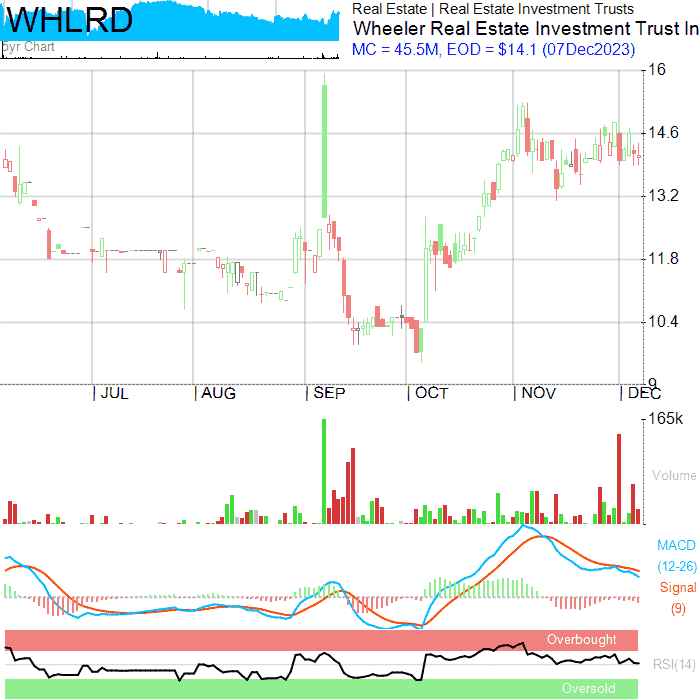 WHLRD
Real Estate | Real Estate Investment Trusts
Wheeler Real Estate Investment Trust In
MC = 45.5M, EOD = $14.1 (07Dec2023)
Chart
16
14.6
13.2
11.8
10.4
9
JUL
AUG
SEP
OCT
NOV
DEC
165k
Volume
MACD
(12-26)
Signal
(9)
Overbought
RSI(14)
Oversold